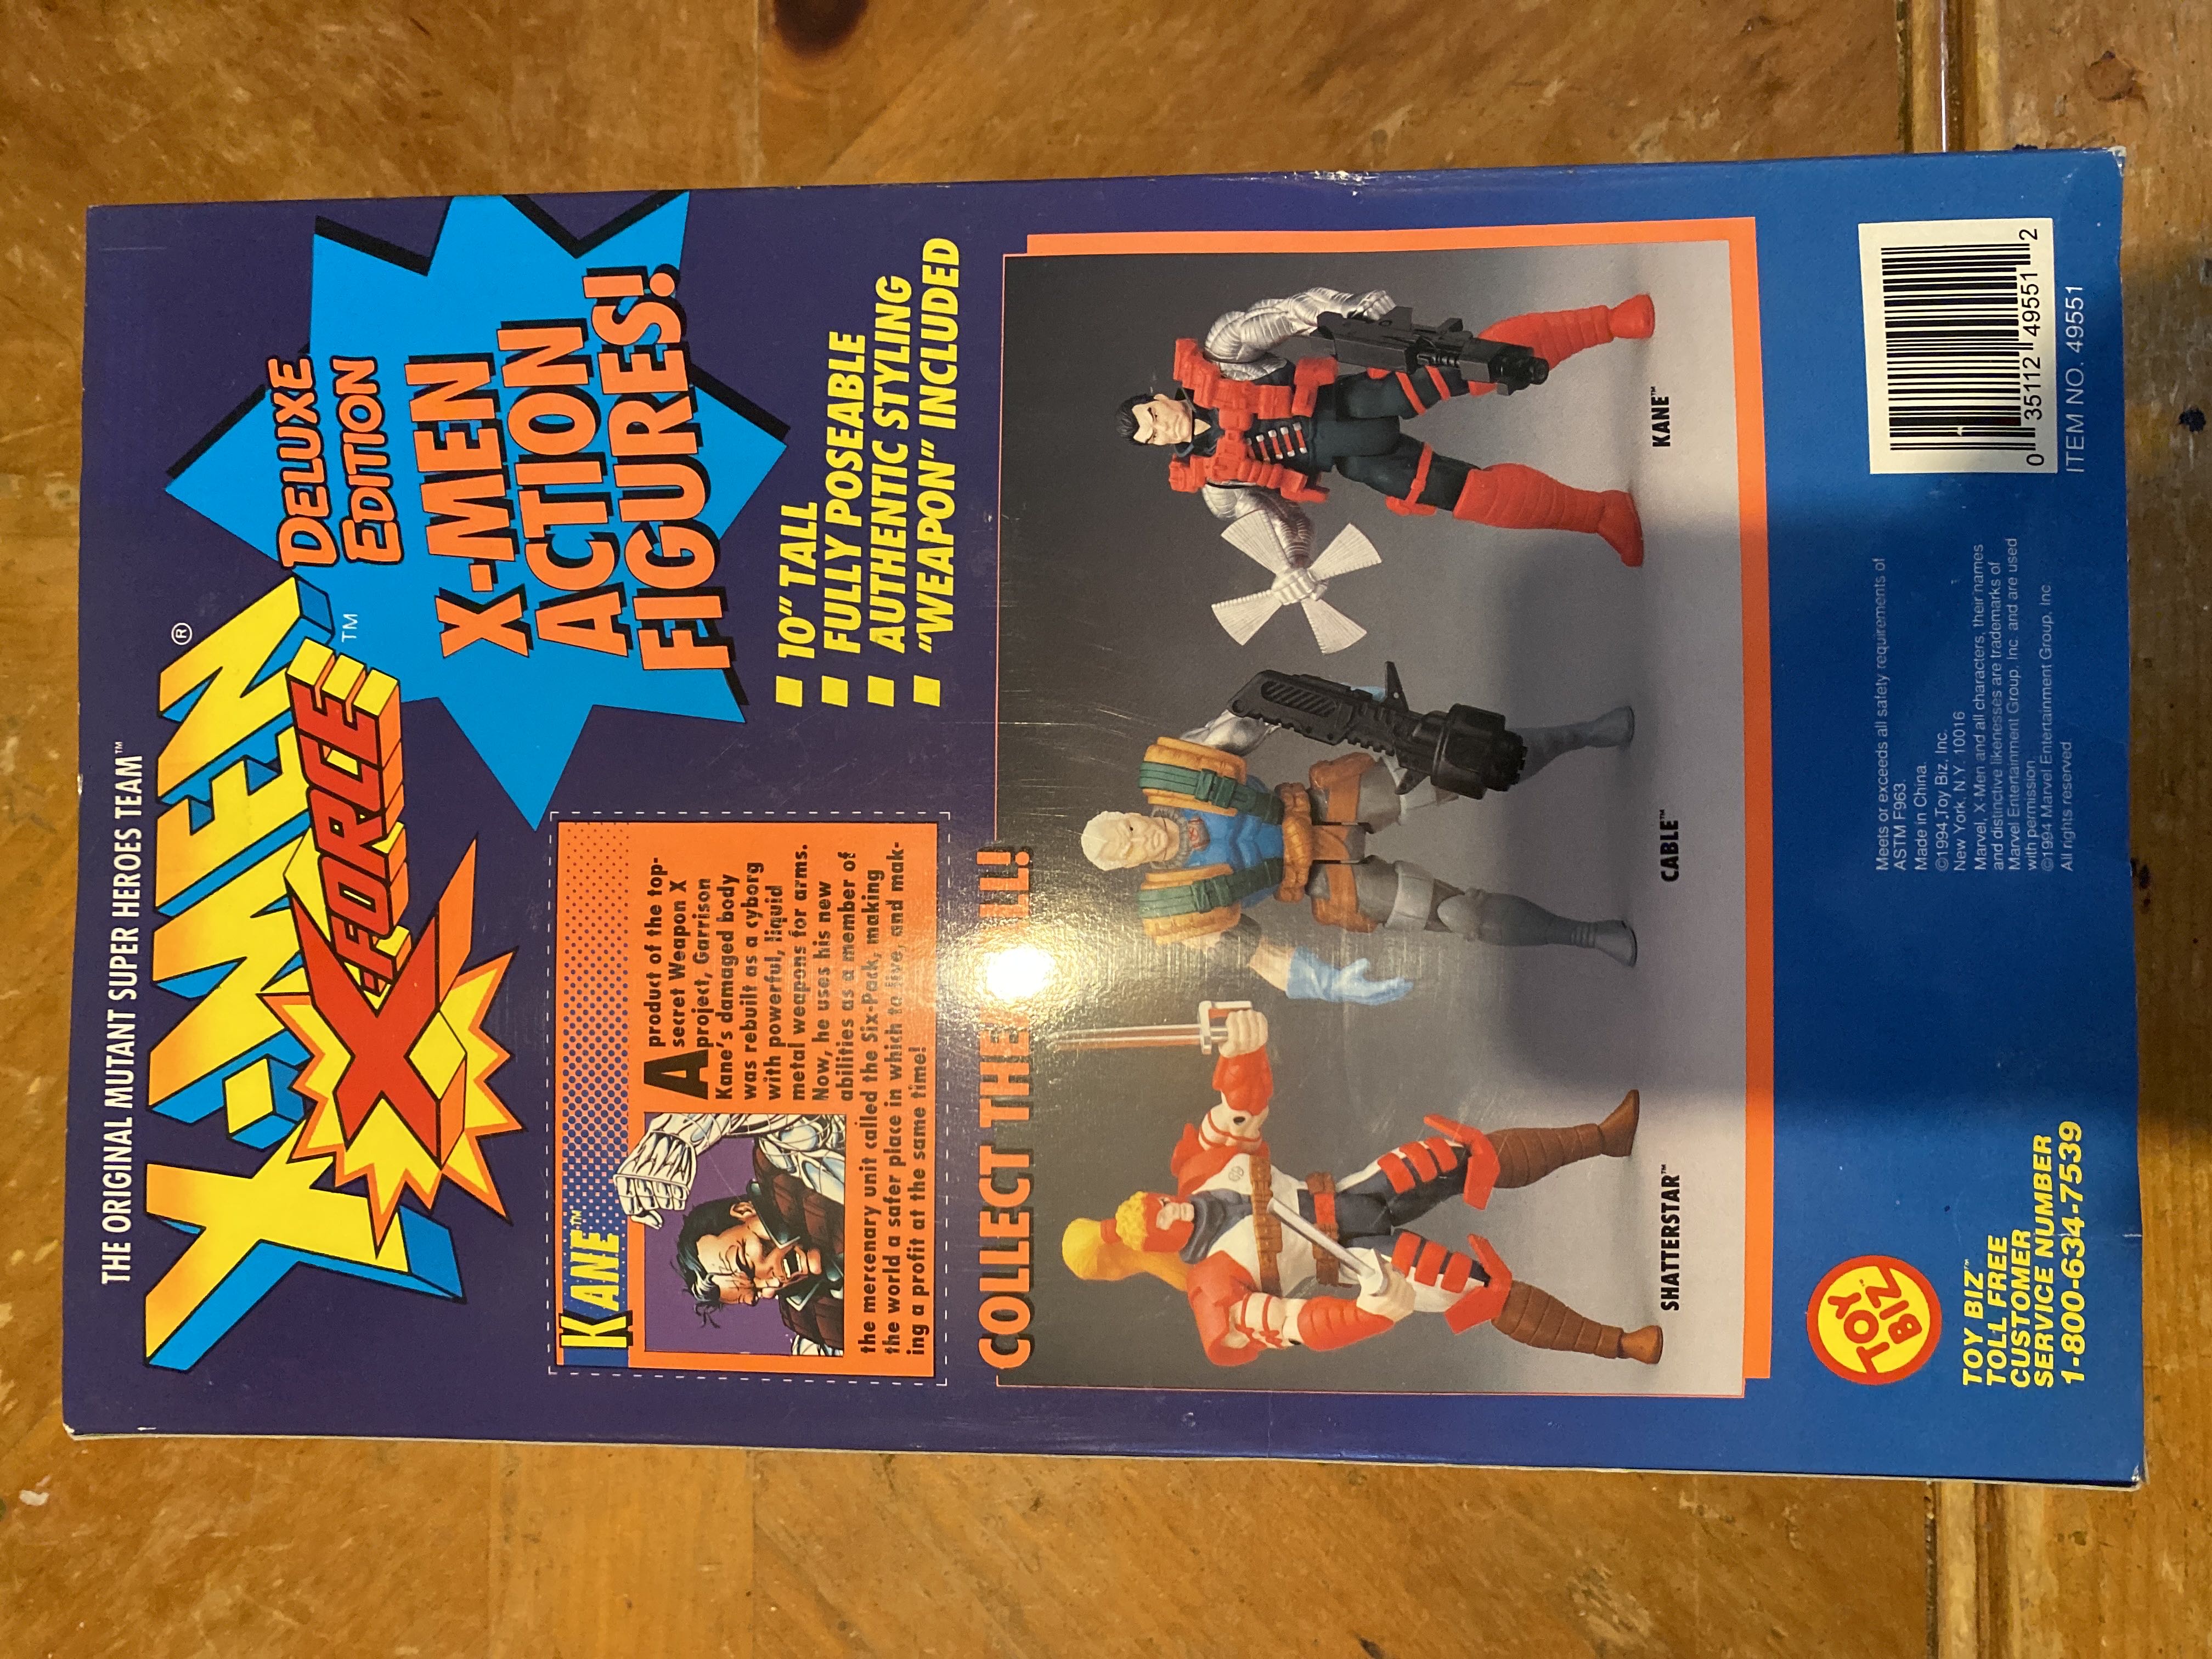 THE ORIGINAL MUTANT SUPER HEROES TEAM™
X-MEN®
X-FORCE™
DELUXE
EDITION
X-MEN
ACTION
FIGURES!
KANE™
A product of the top-
secret Weapon X
project, Garrison
Kane's damaged body
was rebuilt as a cyborg
with powerful, liquid
metal weapons for arms.
Now, he uses his new
abilities as a member of
the mercenary unit called the Six-Pack, making
the world a safer place in which to live, and mak-
ing a profit at the same time!
■ 10" TALL
■ FULLY POSEABLE
■ AUTHENTIC STYLING
■ "WEAPON" INCLUDED
COLLECT THEM ALL!
SHATTERSTAR™
CABLE™
KANE™
TOY
BIZ
TOY BIZ™
TOLL FREE
CUSTOMER
SERVICE NUMBER
1-800-634-7539
Meets or exceeds all safety requirements of
ASTM F963.
Made in China.
©1994 Toy Biz, Inc.
New York, N.Y. 10016
Marvel, X-Men and all characters, their names
and distinctive likenesses are trademarks of
Marvel Entertainment Group, Inc. and are used
with permission.
©1994 Marvel Entertainment Group, Inc.
All rights reserved
0 35112 49551 2
ITEM NO. 49551